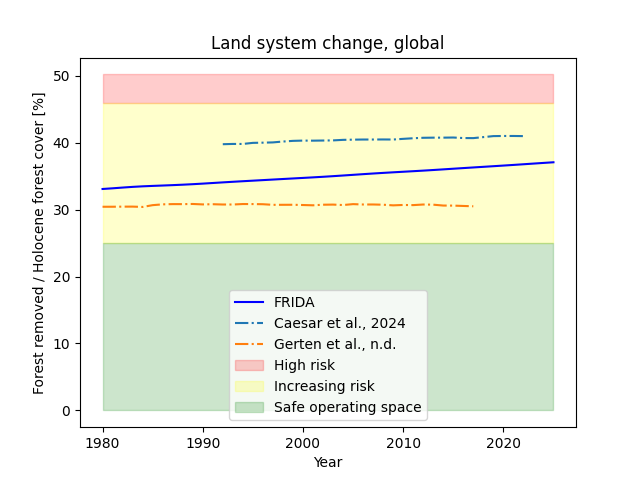 Land system change, global
Forest removed / Holocene forest cover [%]
50
40
30
20
10
0
FRIDA
Caesar et al., 2024
Gerten et al., n.d.
High risk
Increasing risk
Safe operating space
1980 1990 2000 2010 2020
Year